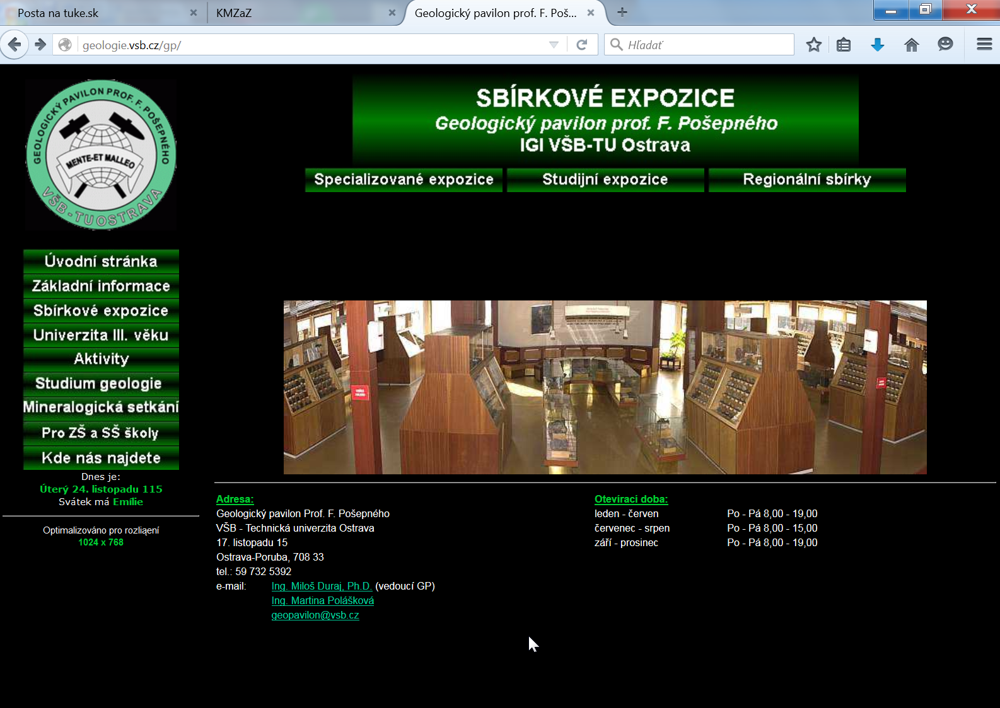 Posta na tuke.sk
KMZaZ
Geologický pavilon prof. F. Poš...
geologie.vsb.cz/gp/
Hľadať
GEOLOGICKÝ PAVILON PROF. F. POŠEPNÉHO
MENTE-ET MALLEO
VŠB - TU OSTRAVA
SBÍRKOVÉ EXPOZICE
Geologický pavilon prof. F. Pošepného
IGI VŠB-TU Ostrava
Specializované expozice
Studijní expozice
Regionální sbírky
Úvodní stránka
Základní informace
Sbírkové expozice
Univerzita III. věku
Aktivity
Studium geologie
Mineralogická setkání
Pro ZŠ a SŠ školy
Kde nás najdete
Dnes je:
Úterý 24. listopadu 115
Svátek má Emílie
Optimalizováno pro rozliąení
1024 x 768
Adresa:
Geologický pavilon Prof. F. Pošepného
VŠB - Technická univerzita Ostrava
17. listopadu 15
Ostrava-Poruba, 708 33
tel.: 59 732 5392
e-mail: Ing. Miloš Duraj, Ph.D. (vedoucí GP)
Ing. Martina Polášková
geopavilon@vsb.cz
Otevírací doba:
leden - červen Po - Pá 8,00 - 19,00
červenec - srpen Po - Pá 8,00 - 15,00
září - prosinec Po - Pá 8,00 - 19,00